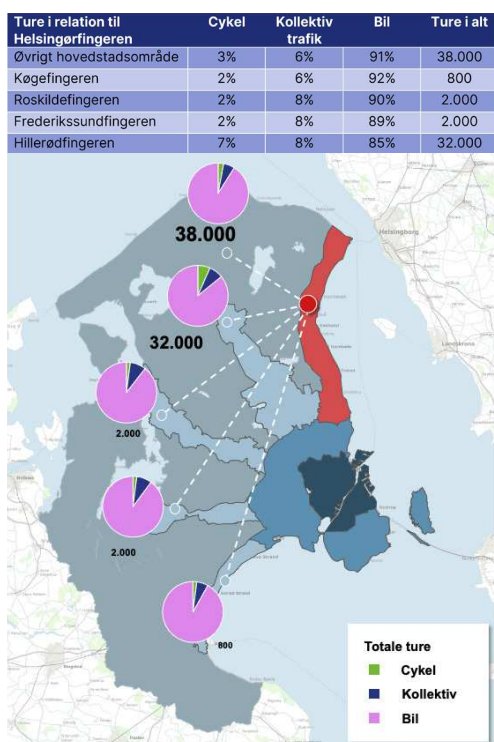 Ture i relation til Helsingørfingeren Cykel Kollektiv trafik Bil Ture i alt
Øvrigt hovedstadsområde 3% 6% 91% 38.000
Køgefingeren 2% 6% 92% 800
Roskildefingeren 2% 8% 90% 2.000
Frederikssundfingeren 2% 8% 89% 2.000
Hillerødfingeren 7% 8% 85% 32.000
Helsingborg
38.000
Landskrona
32.000
2.000
2.000
800
Totale ture
Cykel
Kollektiv
Bil